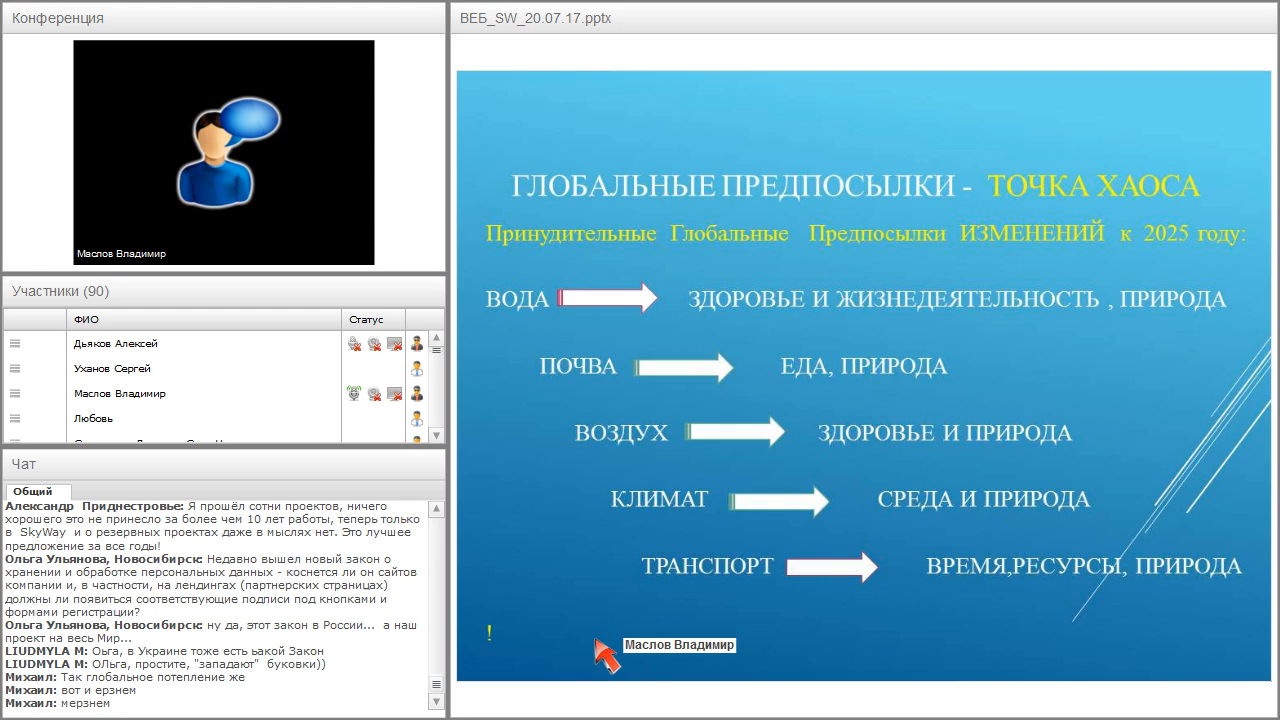 Конференция
Маслов Владимир
Участники (90)
ФИО
Статус
Дьяков Алексей
Уханов Сергей
Маслов Владимир
Любовь
Чат
Общий
Александр Приднестровье: Я прошёл сотни проектов, ничего
хорошего это не принесло за более чем 10 лет работы, теперь только
в SkyWay и о резервных проектах даже в мыслях нет. Это лучшее
предложение за все годы!
Ольга Ульянова, Новосибирск: Недавно вышел новый закон о
хранении и обработке персональных данных - коснется ли он сайтов
компании и, в частности, на лендингах (партнерских страницах)
должны ли появиться соответствующие подписи под кнопками и
формами регистрации?
Ольга Ульянова, Новосибирск: ну да, этот закон в России... а наш
проект на весь Мир...
LIUDMYLA M: Оьга, в Украине тоже есть ьакой Закон
LIUDMYLA M: ОЛьга, простите, "западают" буковки))
Михаил: Так глобальное потепление же
Михаил: вот и ерзнем
Михаил: мерзнем
ВЕБ_SW_20.07.17.pptx
ГЛОБАЛЬНЫЕ ПРЕДПОСЫЛКИ - ТОЧКА ХАОСА
Принудительные Глобальные Предпосылки ИЗМЕНЕНИЙ к 2025 году:
ВОДА ЗДОРОВЬЕ И ЖИЗНЕДЕЯТЕЛЬНОСТЬ , ПРИРОДА
ПОЧВА ЕДА, ПРИРОДА
ВОЗДУХ ЗДОРОВЬЕ И ПРИРОДА
КЛИМАТ СРЕДА И ПРИРОДА
ТРАНСПОРТ ВРЕМЯ,РЕСУРСЫ, ПРИРОДА
!
Маслов Владимир